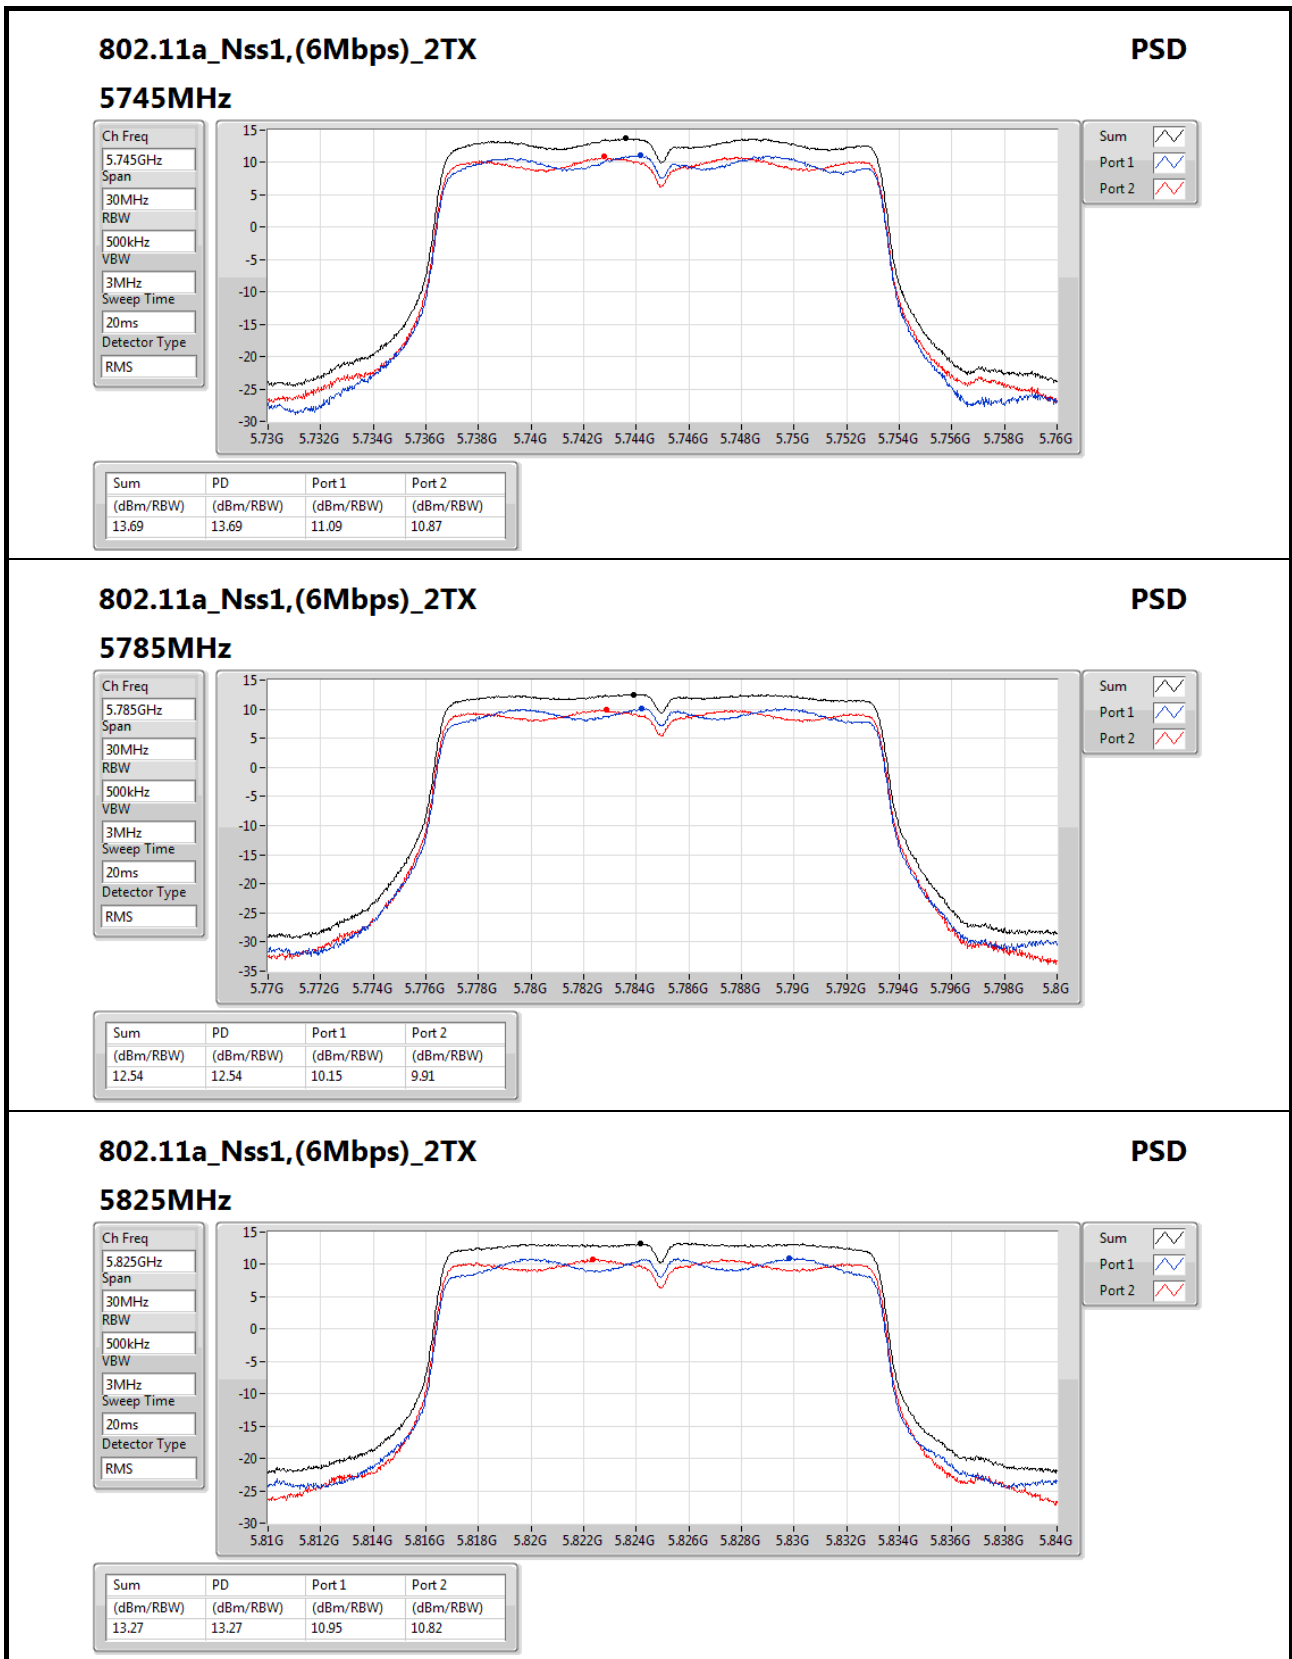 802.11a_Nss1,(6Mbps)_2TX PSD
5745MHz
Ch Freq
5.745GHz
Span
30MHz
RBW
500kHz
VBW
3MHz
Sweep Time
20ms
Detector Type
RMS
15
10
5
0
-5
-10
-15
-20
-25
-30
5.73G 5.732G 5.734G 5.736G 5.738G 5.74G 5.742G 5.744G 5.746G 5.748G 5.75G 5.752G 5.754G 5.756G 5.758G 5.76G
Sum
Port 1
Port 2
Sum PD Port 1 Port 2
(dBm/RBW) (dBm/RBW) (dBm/RBW) (dBm/RBW)
13.69 13.69 11.09 10.87
802.11a_Nss1,(6Mbps)_2TX PSD
5785MHz
Ch Freq
5.785GHz
Span
30MHz
RBW
500kHz
VBW
3MHz
Sweep Time
20ms
Detector Type
RMS
15
10
5
0
-5
-10
-15
-20
-25
-30
-35
5.77G 5.772G 5.774G 5.776G 5.778G 5.78G 5.782G 5.784G 5.786G 5.788G 5.79G 5.792G 5.794G 5.796G 5.798G 5.8G
Sum
Port 1
Port 2
Sum PD Port 1 Port 2
(dBm/RBW) (dBm/RBW) (dBm/RBW) (dBm/RBW)
12.54 12.54 10.15 9.91
802.11a_Nss1,(6Mbps)_2TX PSD
5825MHz
Ch Freq
5.825GHz
Span
30MHz
RBW
500kHz
VBW
3MHz
Sweep Time
20ms
Detector Type
RMS
15
10
5
0
-5
-10
-15
-20
-25
-30
5.81G 5.812G 5.814G 5.816G 5.818G 5.82G 5.822G 5.824G 5.826G 5.828G 5.83G 5.832G 5.834G 5.836G 5.838G 5.84G
Sum
Port 1
Port 2
Sum PD Port 1 Port 2
(dBm/RBW) (dBm/RBW) (dBm/RBW) (dBm/RBW)
13.27 13.27 10.95 10.82